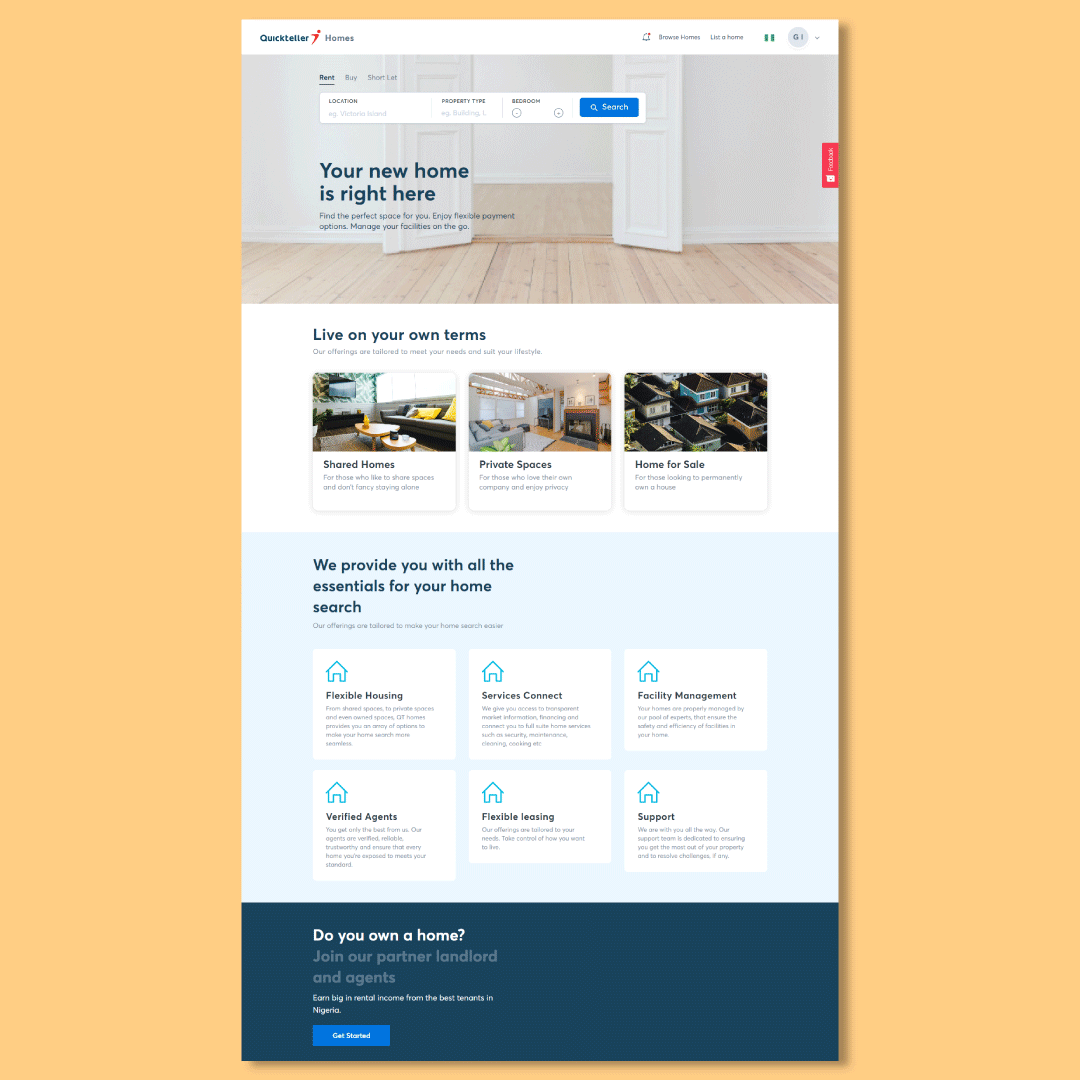 Quickteller Homes
Browse Homes List a home
G I
Rent Buy Short Let
LOCATION PROPERTY TYPE BEDROOM
eg. Victoria Island eg. Building, L - + Search
Feedback
Your new home
is right here
Find the perfect space for you. Enjoy flexible payment
options. Manage your facilities on the go.
Live on your own terms
Our offerings are tailored to meet your needs and suit your lifestyle.
Shared Homes
For those who like to share spaces
and don't fancy staying alone
Private Spaces
For those who love their own
company and enjoy privacy
Home for Sale
For those looking to permanently
own a house
We provide you with all the
essentials for your home
search
Our offerings are tailored to make your home search easier
Flexible Housing
From shared spaces, to private spaces
and even owned spaces, QT homes
provides you an array of options to
make your home search more
seamless.
Services Connect
We give you access to transparent
market information, financing and
connect you to full suite home services
such as security, maintenance,
cleaning, cooking etc
Facility Management
Your homes are properly managed by
our pool of experts, that ensure the
safety and efficiency of facilities in
your home.
Verified Agents
You get only the best from us. Our
agents are verified, reliable,
trustworthy and ensure that every
home you're exposed to meets your
standard.
Flexible leasing
Our offerings are tailored to your
needs. Take control of how you want
to live.
Support
We are with you all the way. Our
support team is dedicated to ensuring
you get the most out of your property
and to resolve challenges, if any.
Do you own a home?
Join our partner landlord
and agents
Earn big in rental income from the best tenants in
Nigeria.
Get Started